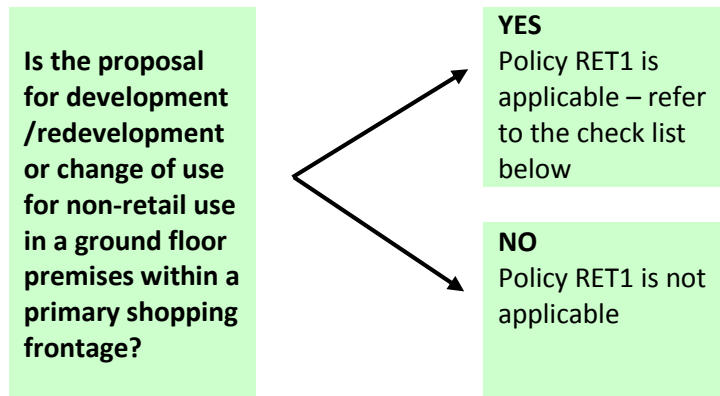 Is the proposal
for development
/redevelopment
or change of use
for non-retail use
in a ground floor
premises within a
primary shopping
frontage?
YES
Policy RET1 is
applicable – refer
to the check list
below
NO
Policy RET1 is not
applicable